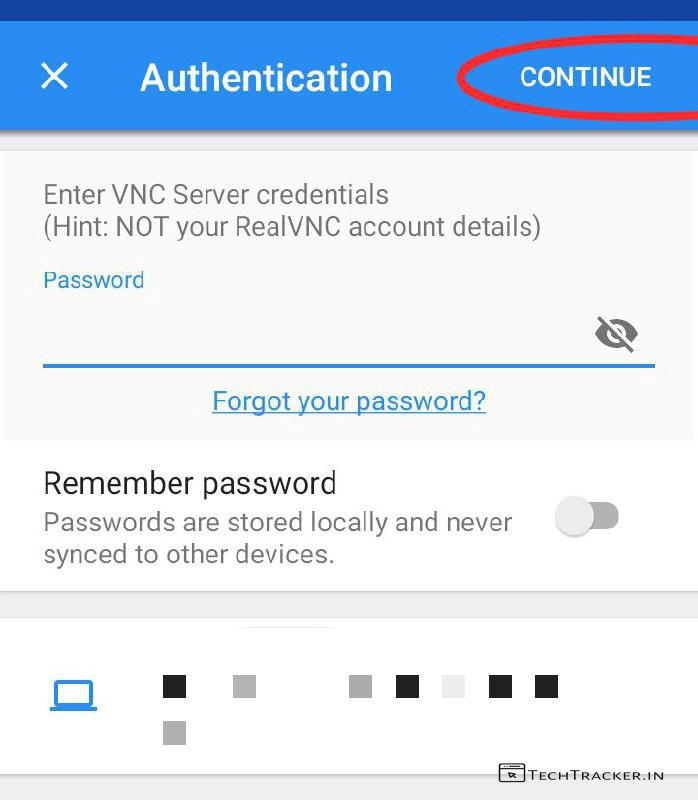 Authentication CONTINUE
Enter VNC Server credentials
(Hint: NOT your RealVNC account details)
Password
Forgot your password?
Remember password
Passwords are stored locally and never
synced to other devices.
TECHTRACKER.IN